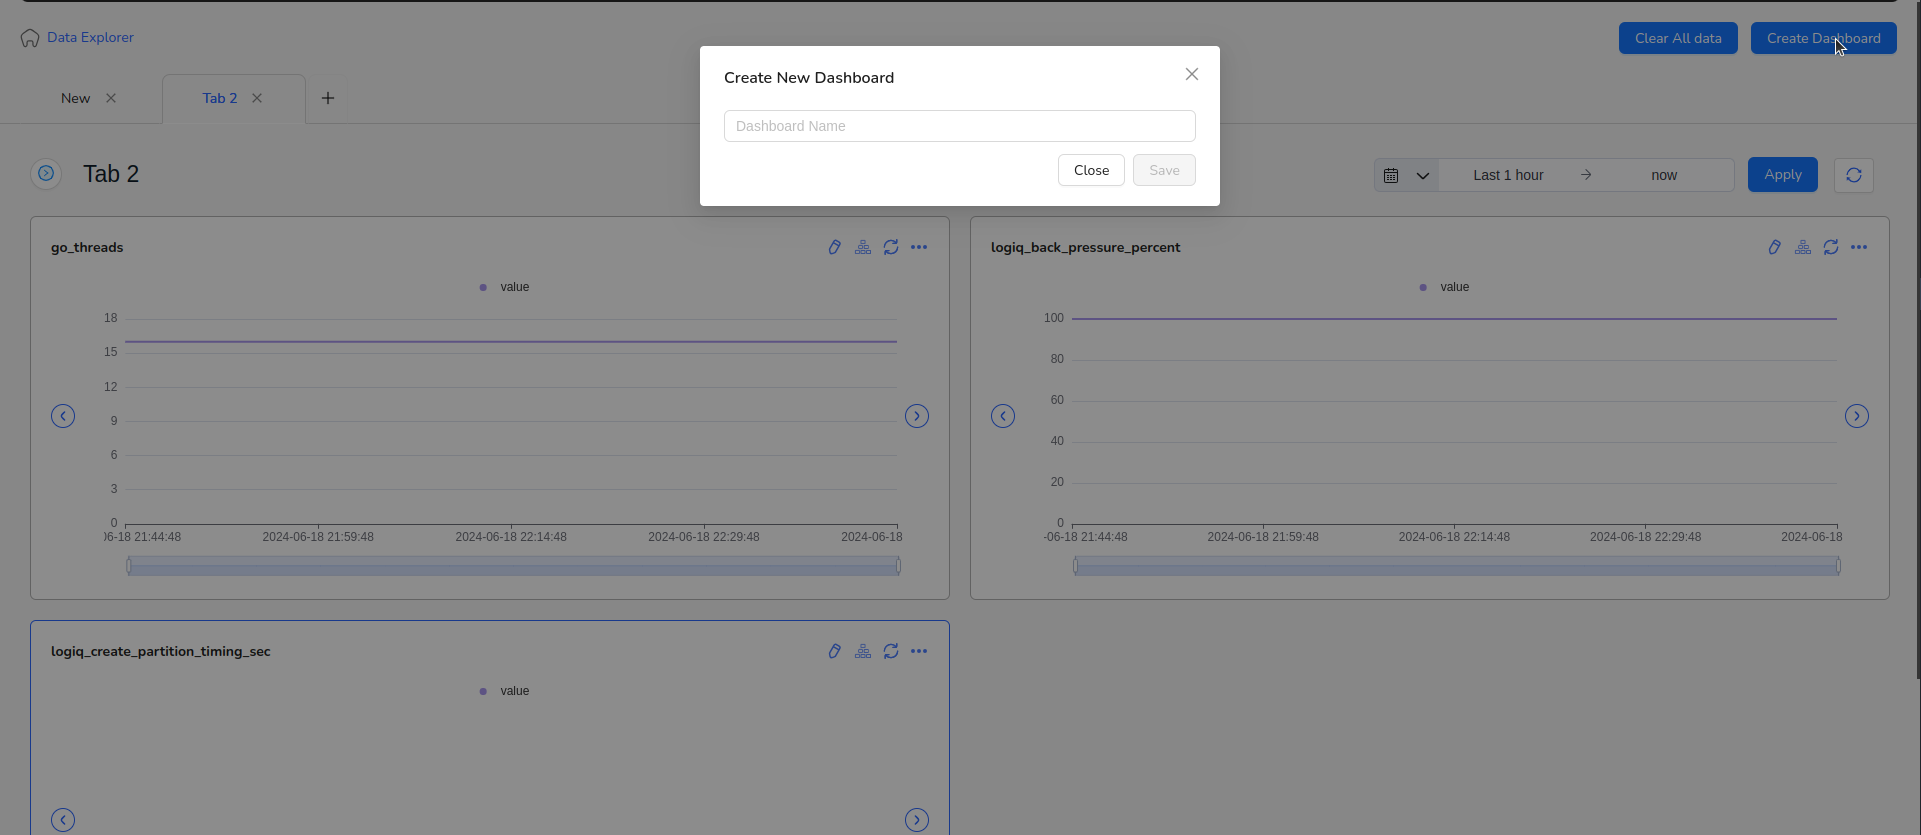 Data Explorer
Clear All data
Create Dashboard
Create New Dashboard
Dashboard Name
Close
Save
New
Tab 2
Tab 2
Last 1 hour
now
Apply
go_threads
value
18
15
12
9
6
3
0
06-18 21:44:48
2024-06-18 21:59:48
2024-06-18 22:14:48
2024-06-18 22:29:48
2024-06-18
logiq_back_pressure_percent
value
100
80
60
40
20
0
-06-18 21:44:48
2024-06-18 21:59:48
2024-06-18 22:14:48
2024-06-18 22:29:48
2024-06-18
logiq_create_partition_timing_sec
value